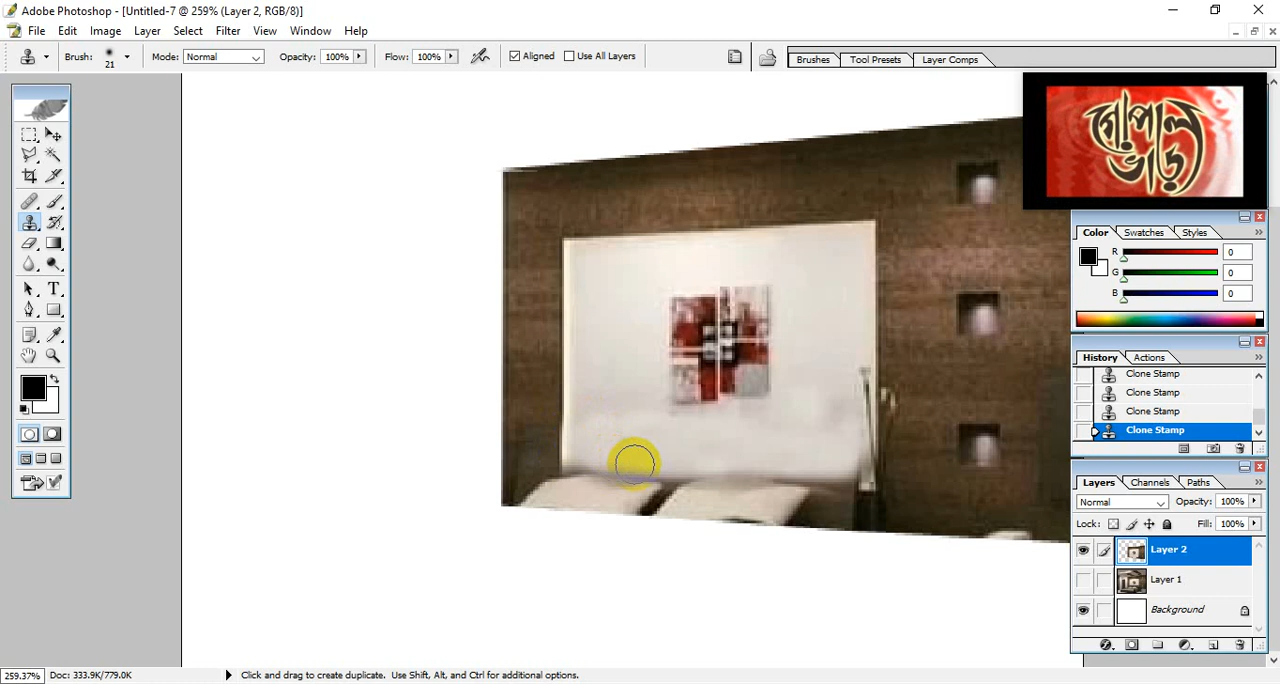 Adobe Photoshop - [Untitled-7 @ 259% (Layer 2, RGB/8)]
File Edit Image Layer Select Filter View Window Help
Brush: 21 Mode: Normal Opacity: 100% Flow: 100% Aligned Use All Layers Brushes Tool Presets Layer Comps
গোপাল
ভাঁড়
Color Swatches Styles
R 0
G 0
B 0
History Actions
Clone Stamp
Clone Stamp
Clone Stamp
Clone Stamp
Layers Channels Paths
Normal Opacity: 100%
Lock: Fill: 100%
Layer 2
Layer 1
Background
259.37% Doc: 333.9K/779.0K Click and drag to create duplicate. Use Shift, Alt, and Ctrl for additional options.